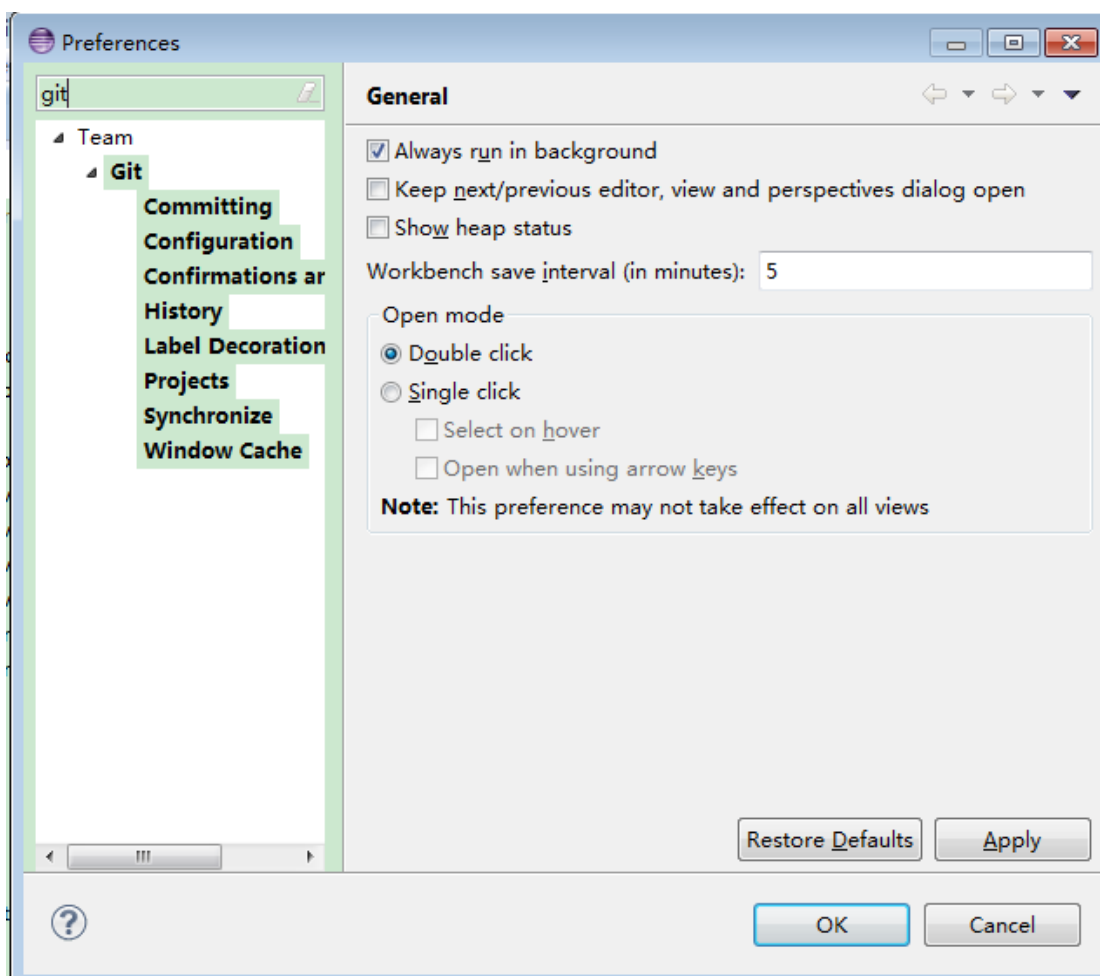 Preferences
git
General
Team
Git
Committing
Configuration
Confirmations ar
History
Label Decoration
Projects
Synchronize
Window Cache
Always run in background
Keep next/previous editor, view and perspectives dialog open
Show heap status
Workbench save interval (in minutes): 5
Open mode
Double click
Single click
Select on hover
Open when using arrow keys
Note: This preference may not take effect on all views
Restore Defaults Apply
OK Cancel